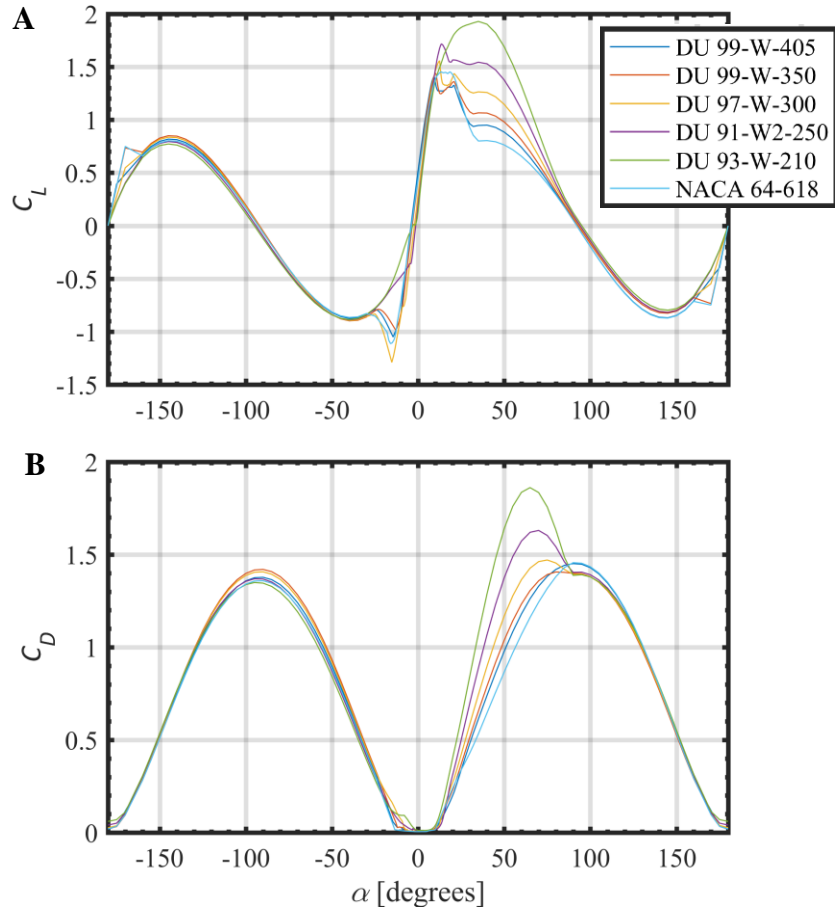 A
2
1.5
1
0.5
0
-0.5
-1
-1.5
C_L
DU 99-W-405
DU 99-W-350
DU 97-W-300
DU 91-W2-250
DU 93-W-210
NACA 64-618
-150 -100 -50 0 50 100 150
B
2
1.5
1
0.5
0
C_D
-150 -100 -50 0 50 100 150
α [degrees]